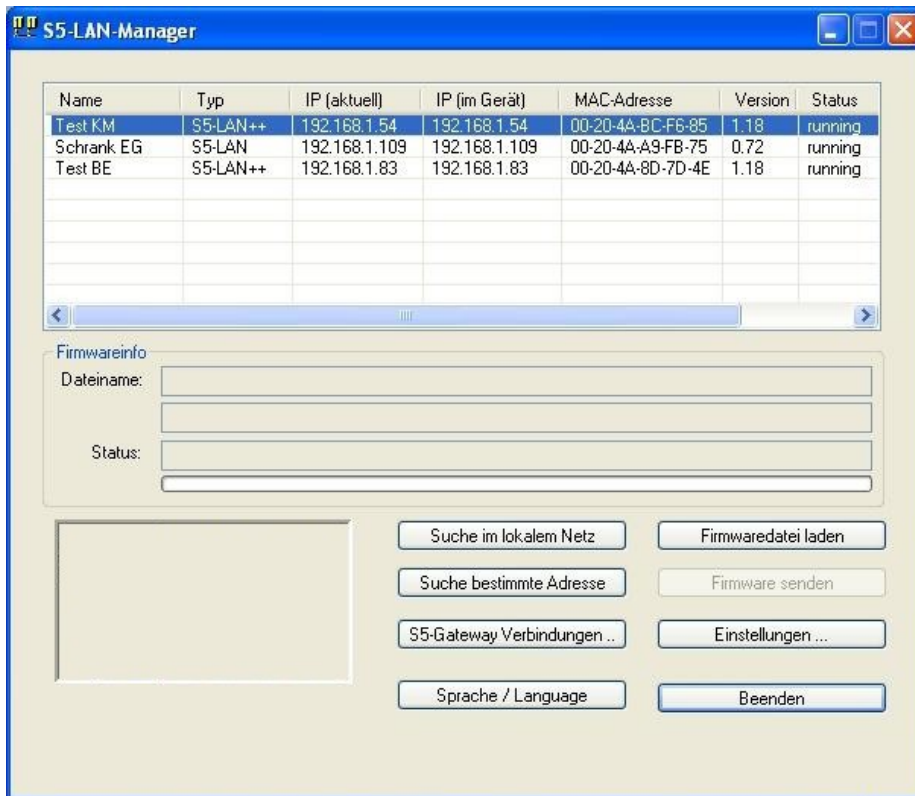 S5-LAN-Manager
Name Typ IP (aktuell) IP (im Gerät) MAC-Adresse Version Status
Test KM S5-LAN++ 192.168.1.54 192.168.1.54 00-20-4A-BC-F6-85 1.18 running
Schrank EG S5-LAN 192.168.1.109 192.168.1.109 00-20-4A-A9-FB-75 0.72 running
Test BE S5-LAN++ 192.168.1.83 192.168.1.83 00-20-4A-8D-7D-4E 1.18 running
Firmwareinfo
Dateiname:
Status:
Suche im lokalem Netz Firmwaredatei laden
Suche bestimmte Adresse Firmware senden
S5-Gateway Verbindungen .. Einstellungen ...
Sprache / Language Beenden